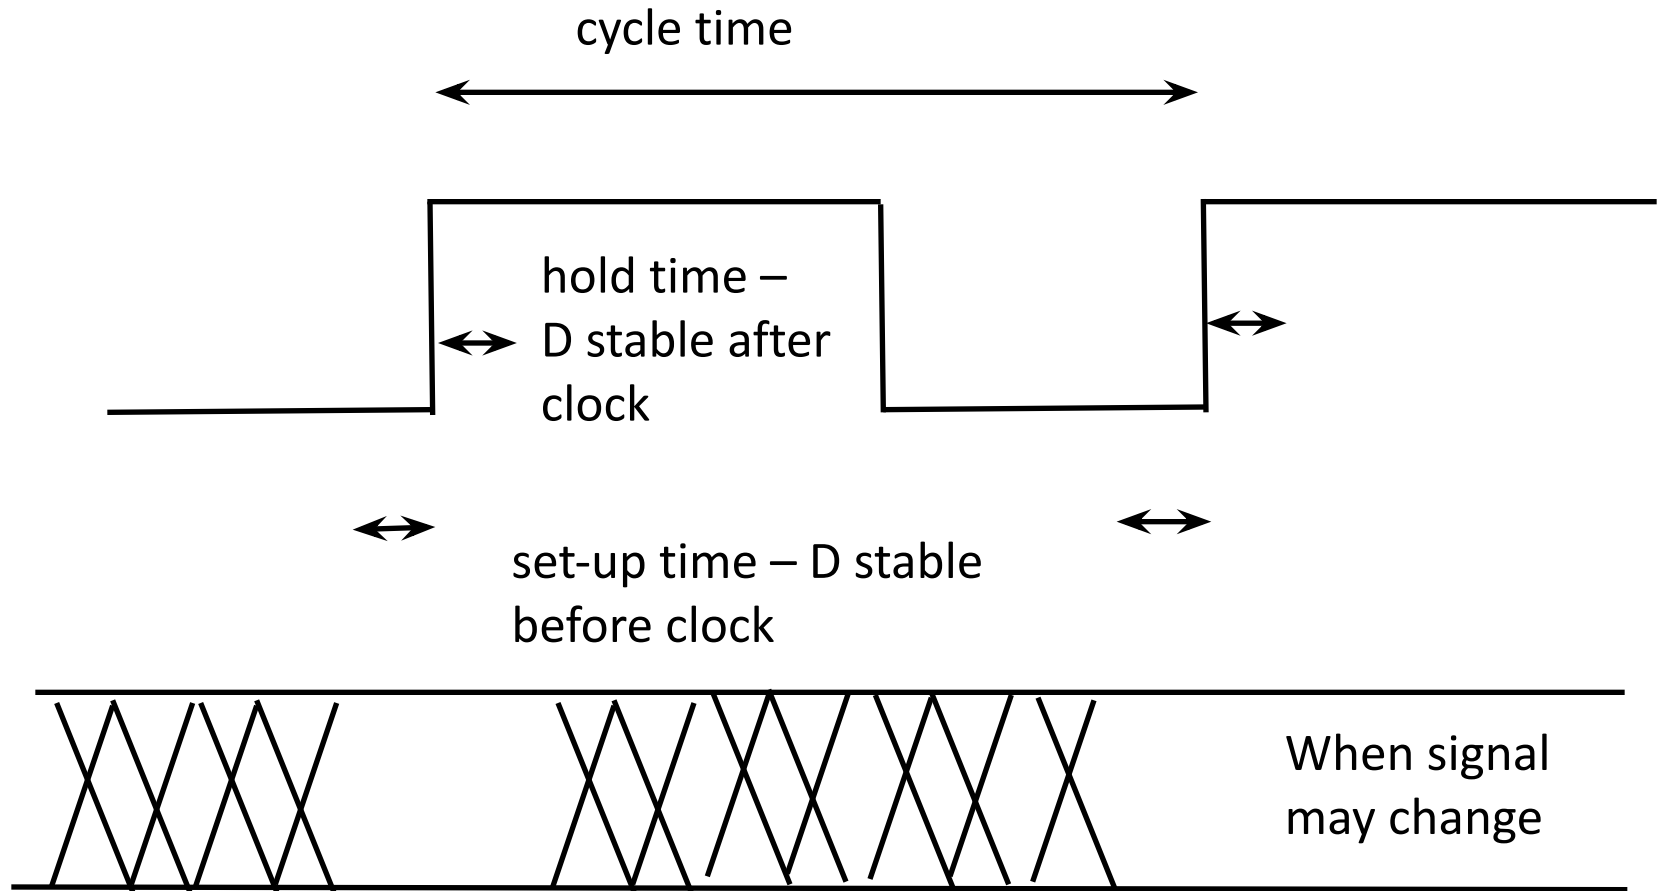 cycle time
hold time –
D stable after
clock
set-up time – D stable
before clock
When signal
may change